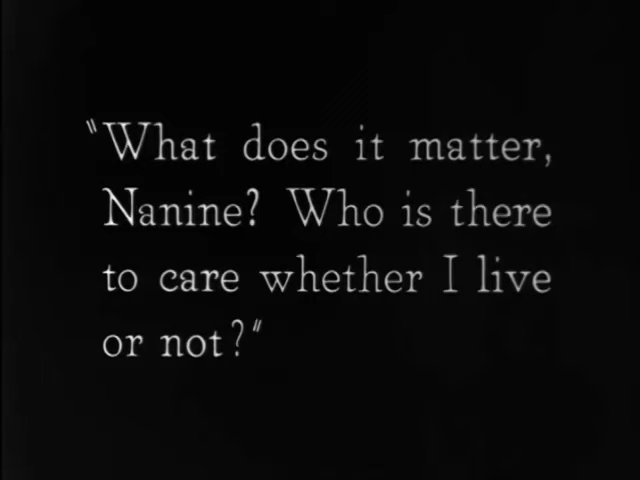 "What does it matter,
Nanine? Who is there
to care whether I live
or not?"